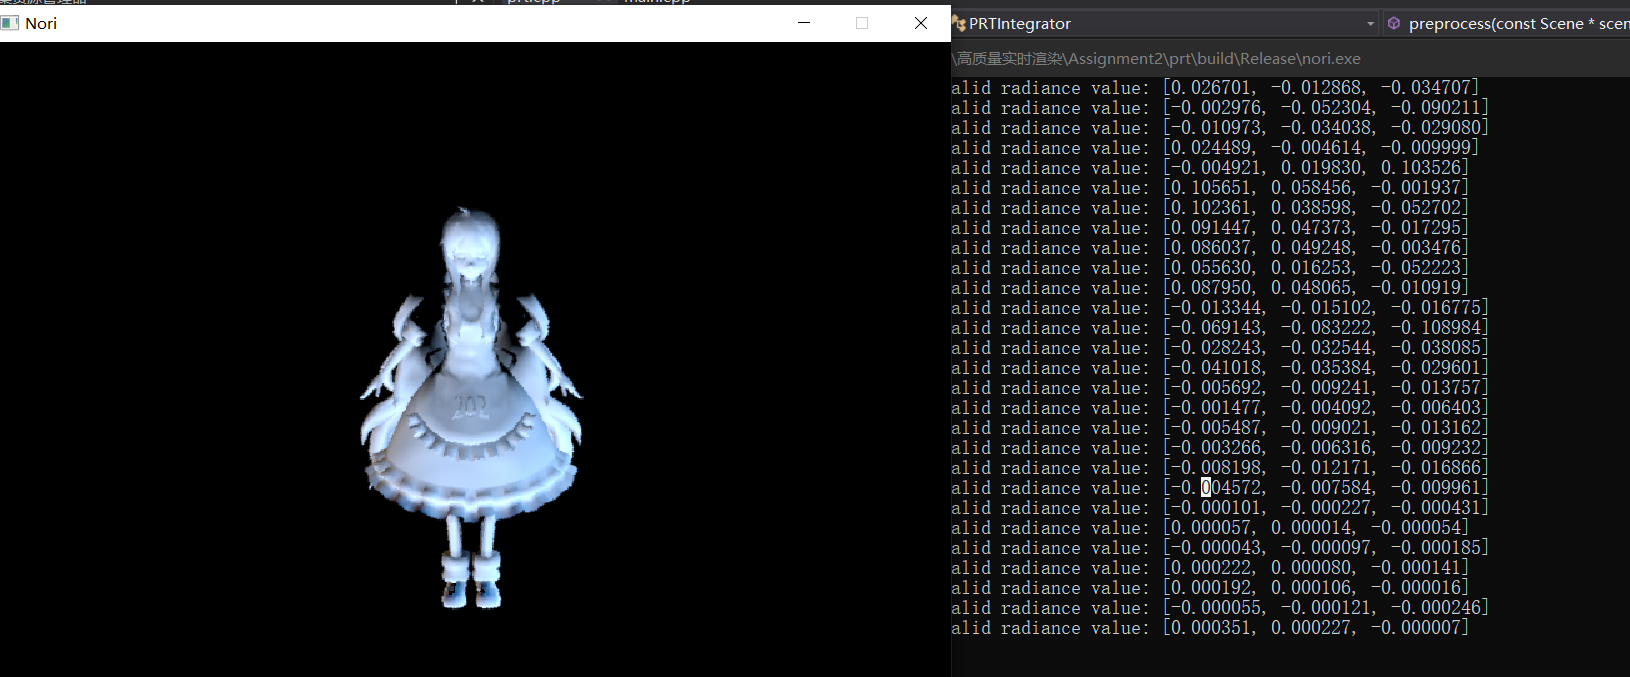 Nori
PRTIntegrator
preprocess(const Scene * scen
\高质量实时渲染\Assignment2\prt\build\Release\nori.exe
alid radiance value: [0.026701, -0.012868, -0.034707]
alid radiance value: [-0.002976, -0.052304, -0.090211]
alid radiance value: [-0.010973, -0.034038, -0.029080]
alid radiance value: [0.024489, -0.004614, -0.009999]
alid radiance value: [-0.004921, 0.019830, 0.103526]
alid radiance value: [0.105651, 0.058456, -0.001937]
alid radiance value: [0.102361, 0.038598, -0.052702]
alid radiance value: [0.091447, 0.047373, -0.017295]
alid radiance value: [0.086037, 0.049248, -0.003476]
alid radiance value: [0.055630, 0.016253, -0.052223]
alid radiance value: [0.087950, 0.048065, -0.010919]
alid radiance value: [-0.013344, -0.015102, -0.016775]
alid radiance value: [-0.069143, -0.083222, -0.108984]
alid radiance value: [-0.028243, -0.032544, -0.038085]
alid radiance value: [-0.041018, -0.035384, -0.029601]
alid radiance value: [-0.005692, -0.009241, -0.013757]
alid radiance value: [-0.001477, -0.004092, -0.006403]
alid radiance value: [-0.005487, -0.009021, -0.013162]
alid radiance value: [-0.003266, -0.006316, -0.009232]
alid radiance value: [-0.008198, -0.012171, -0.016866]
alid radiance value: [-0.004572, -0.007584, -0.009961]
alid radiance value: [-0.000101, -0.000227, -0.000431]
alid radiance value: [0.000057, 0.000014, -0.000054]
alid radiance value: [-0.000043, -0.000097, -0.000185]
alid radiance value: [0.000222, 0.000080, -0.000141]
alid radiance value: [0.000192, 0.000106, -0.000016]
alid radiance value: [-0.000055, -0.000121, -0.000246]
alid radiance value: [0.000351, 0.000227, -0.000007]
202